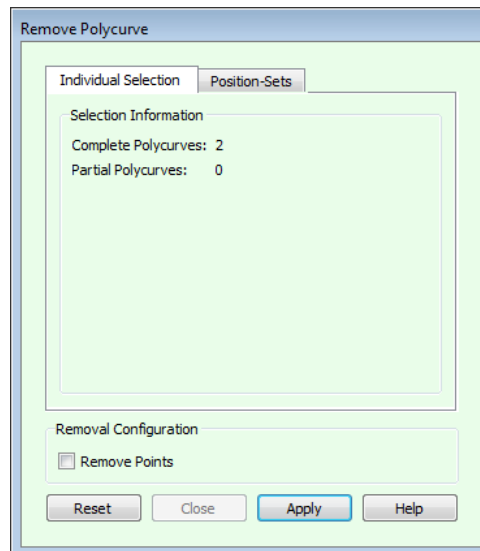 Remove Polycurve
Individual Selection Position-Sets
Selection Information
Complete Polycurves: 2
Partial Polycurves: 0
Removal Configuration
Remove Points
Reset Close Apply Help